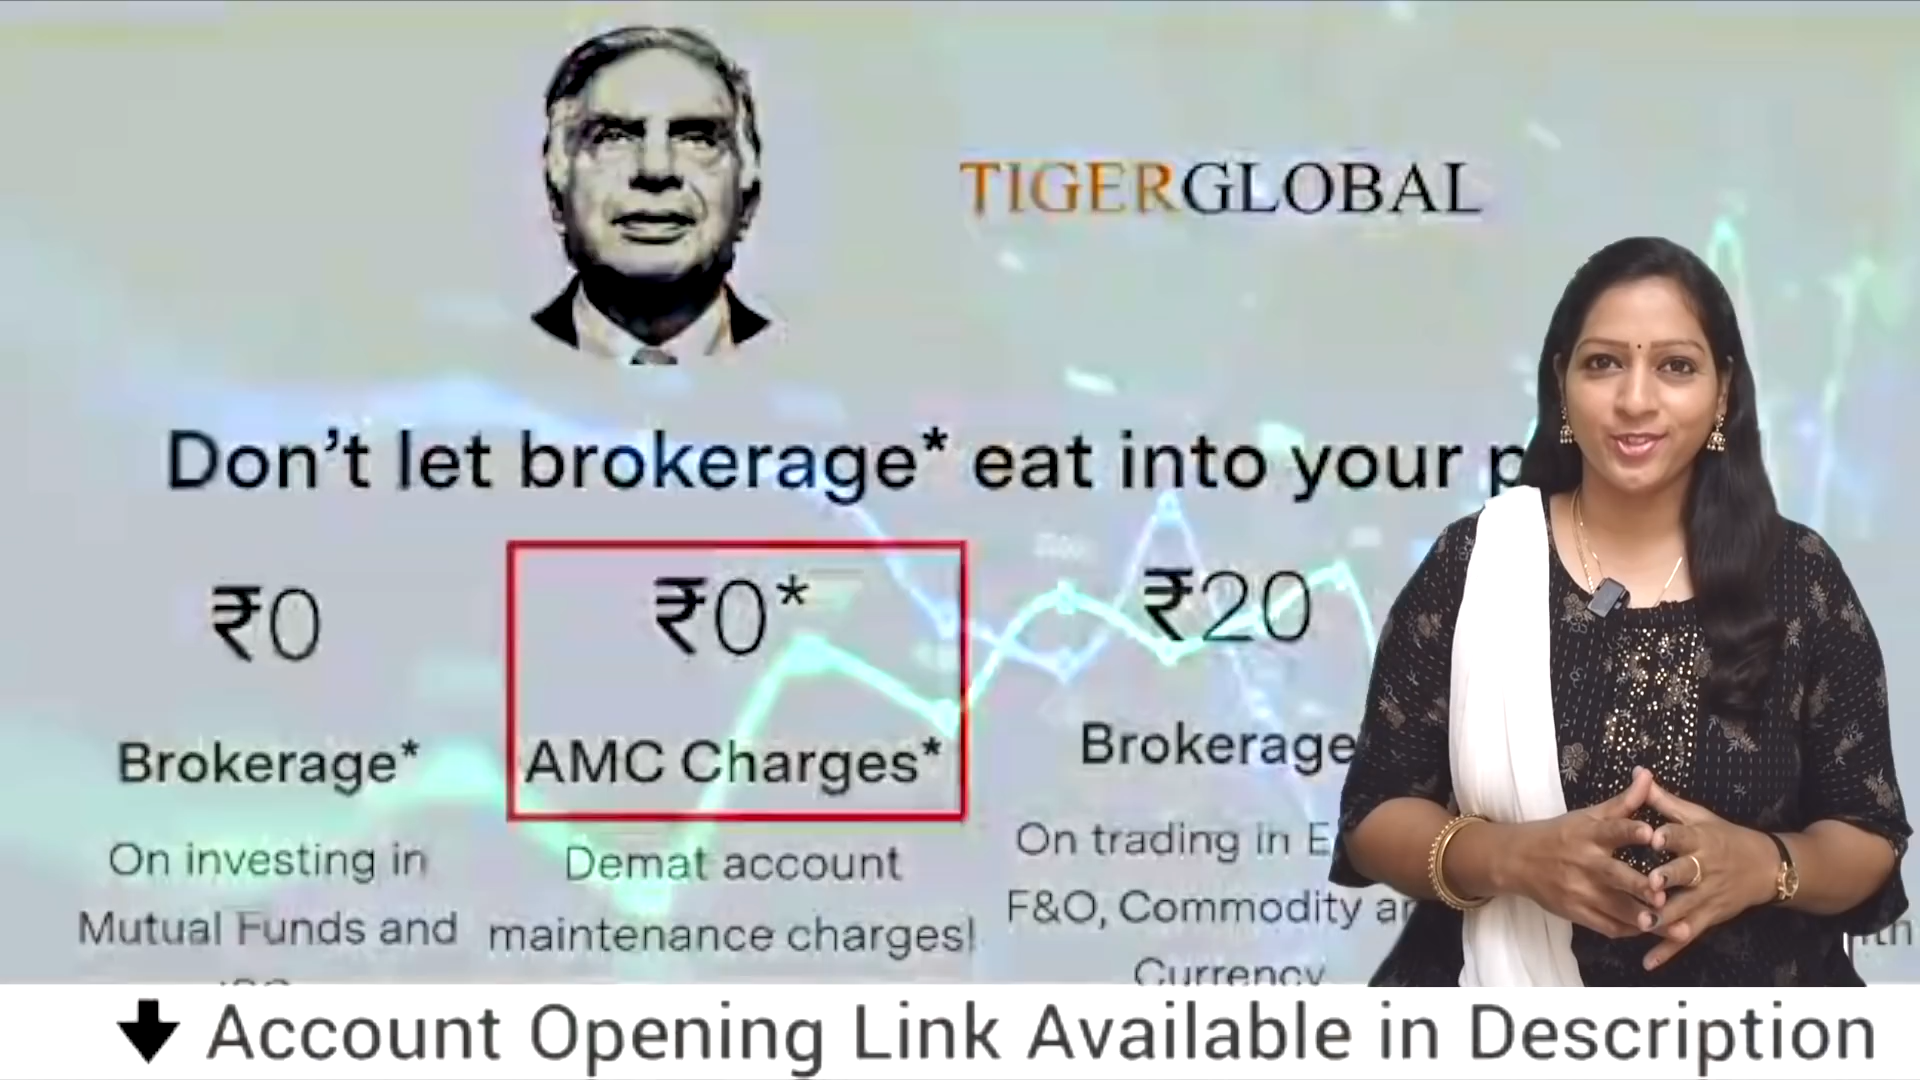 TIGERGLOBAL
Don't let brokerage* eat into your
₹0
₹0*
₹20
Brokerage*
AMC Charges*
Brokerage
On investing in
Mutual Funds and
Demat account
maintenance charges!
On trading in
F&O, Commodity
Currency
Account Opening Link Available in Description